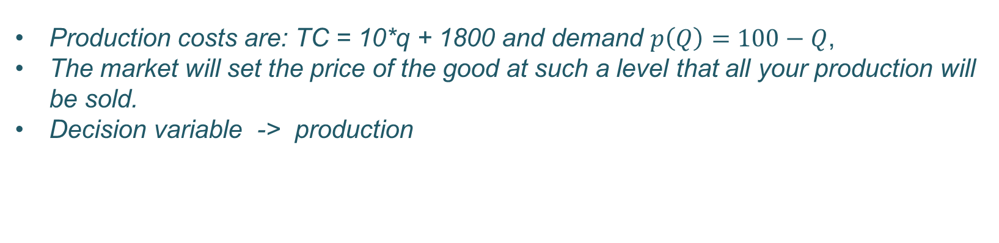 • Production costs are: TC = 10*q + 1800 and demand 𝑝(𝑄) = 100 − 𝑄,
• The market will set the price of the good at such a level that all your production will
be sold.
• Decision variable -> production